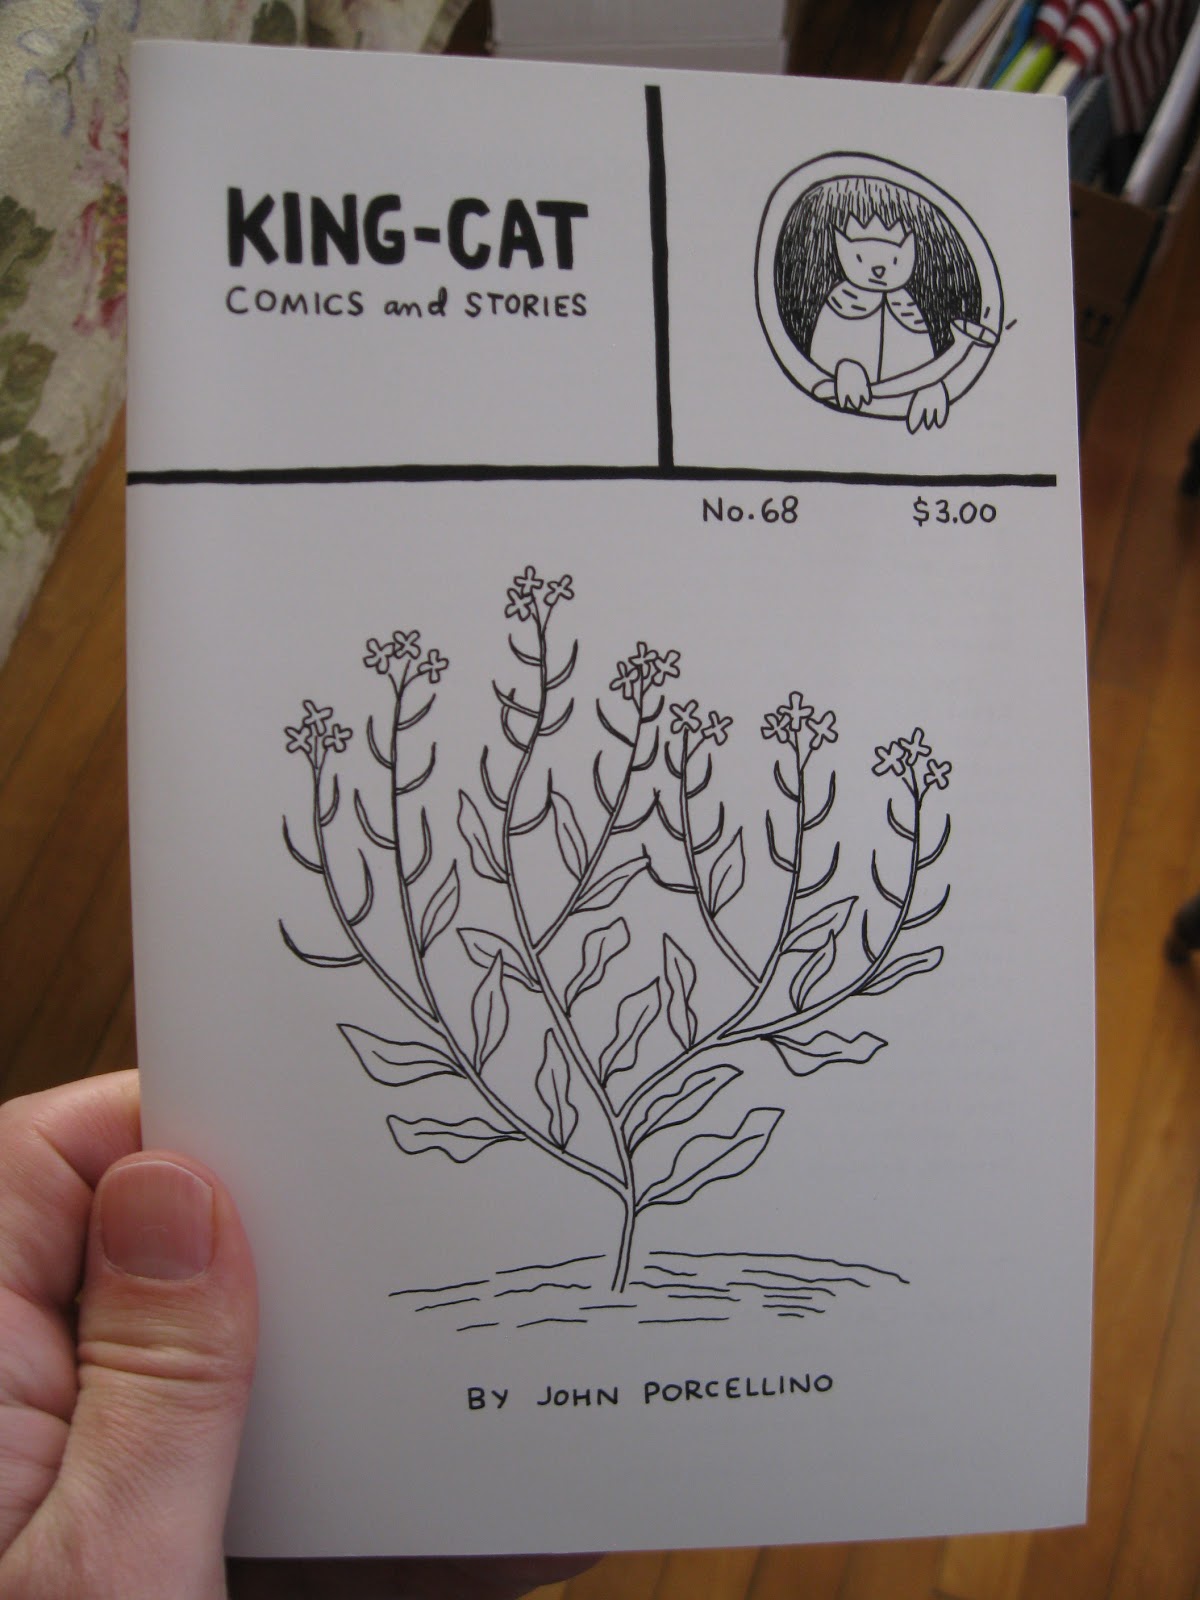 KING-CAT
COMICS and STORIES
No.68 $3.00
BY JOHN PORCELLINO